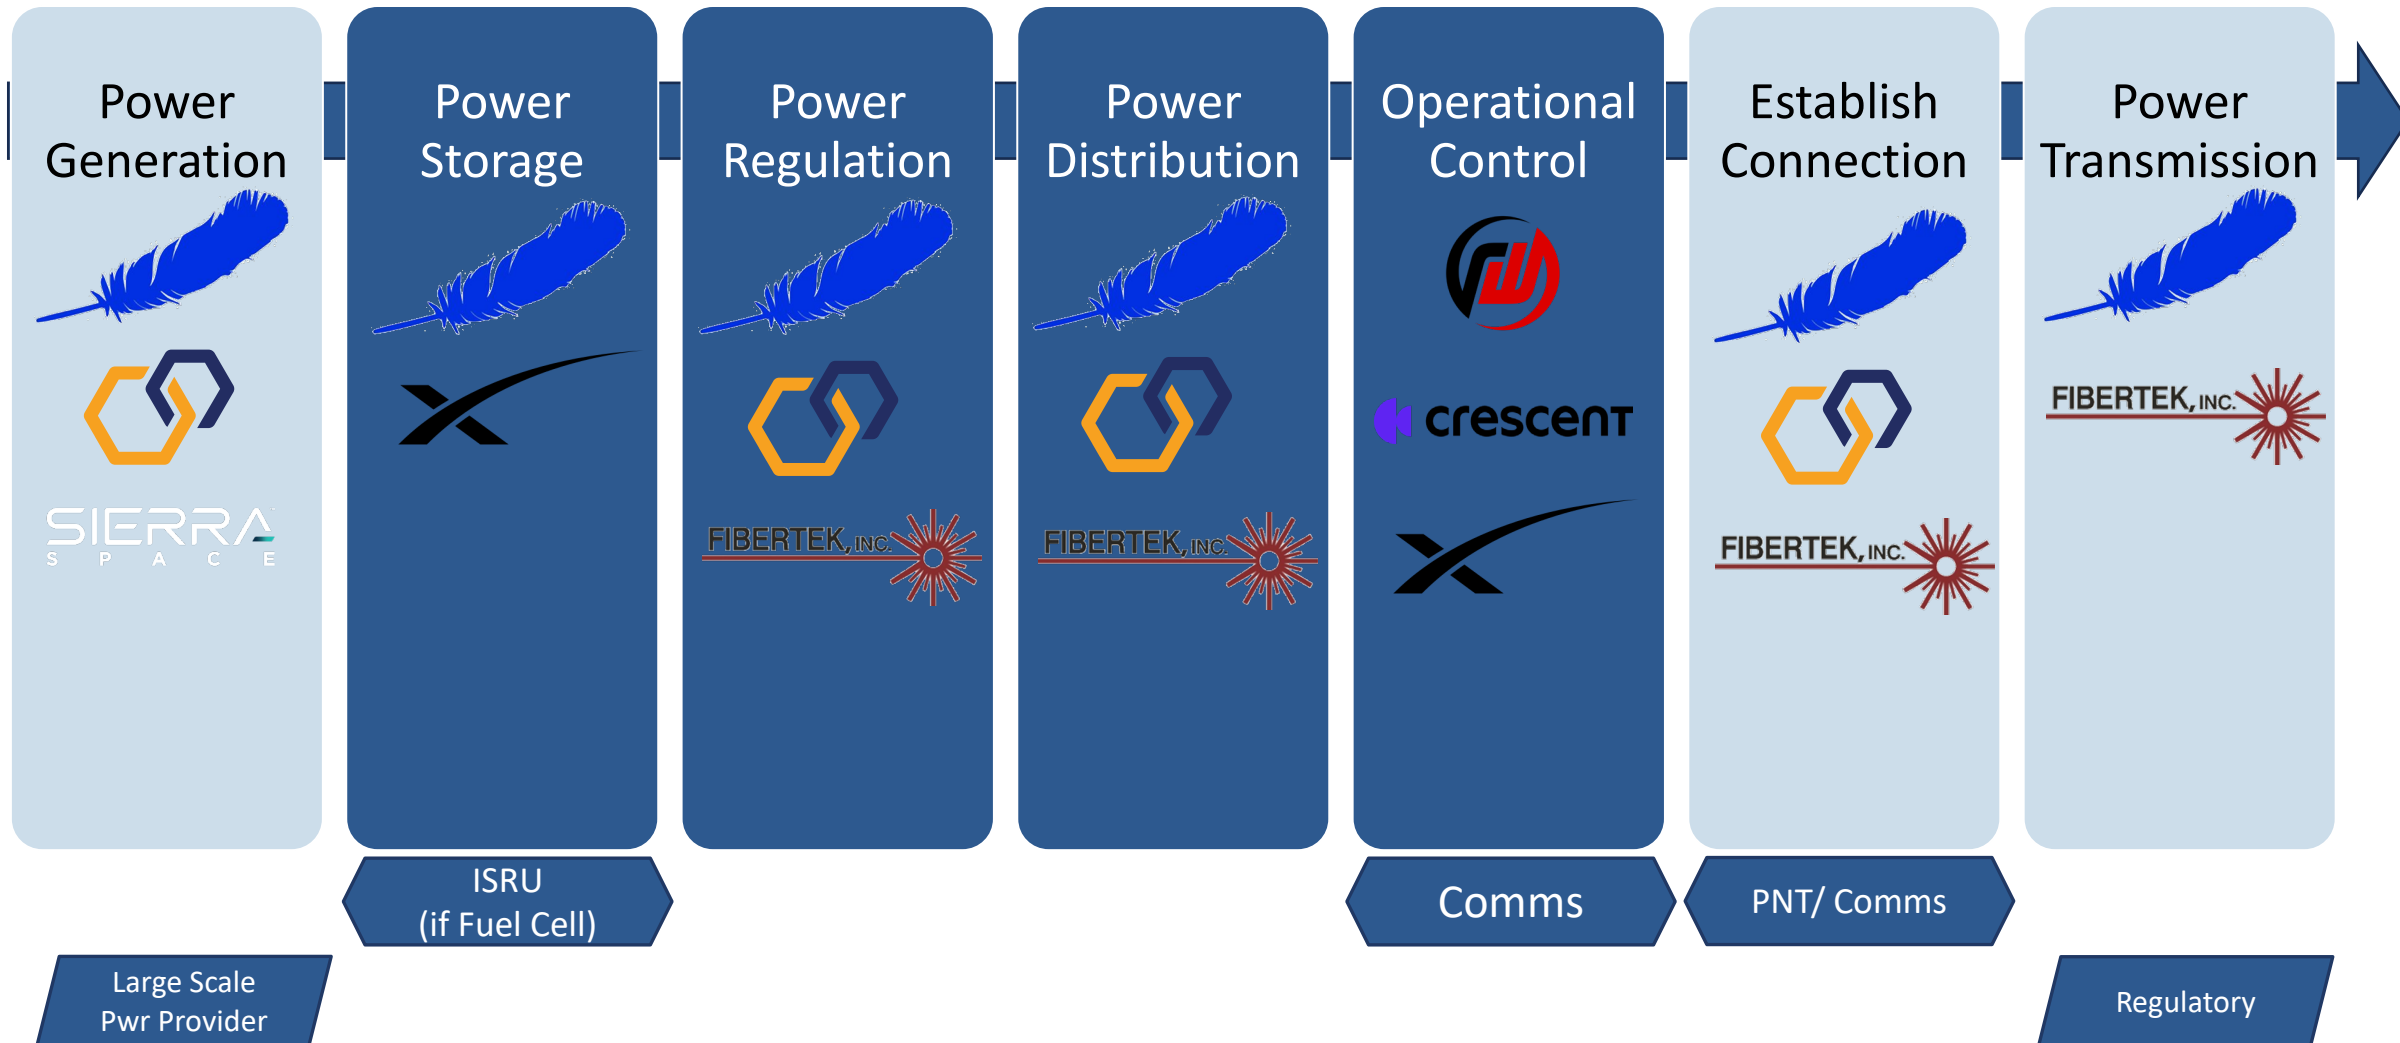 Power
Generation
Power
Storage
Power
Regulation
Power
Distribution
Operational
Control
Establish
Connection
Power
Transmission
SIERRA
SPACE
FIBERTEK, INC.
FIBERTEK, INC.
crescent
FIBERTEK, INC.
FIBERTEK, INC.
ISRU
(if Fuel Cell)
Comms
PNT/ Comms
Large Scale
Pwr Provider
Regulatory